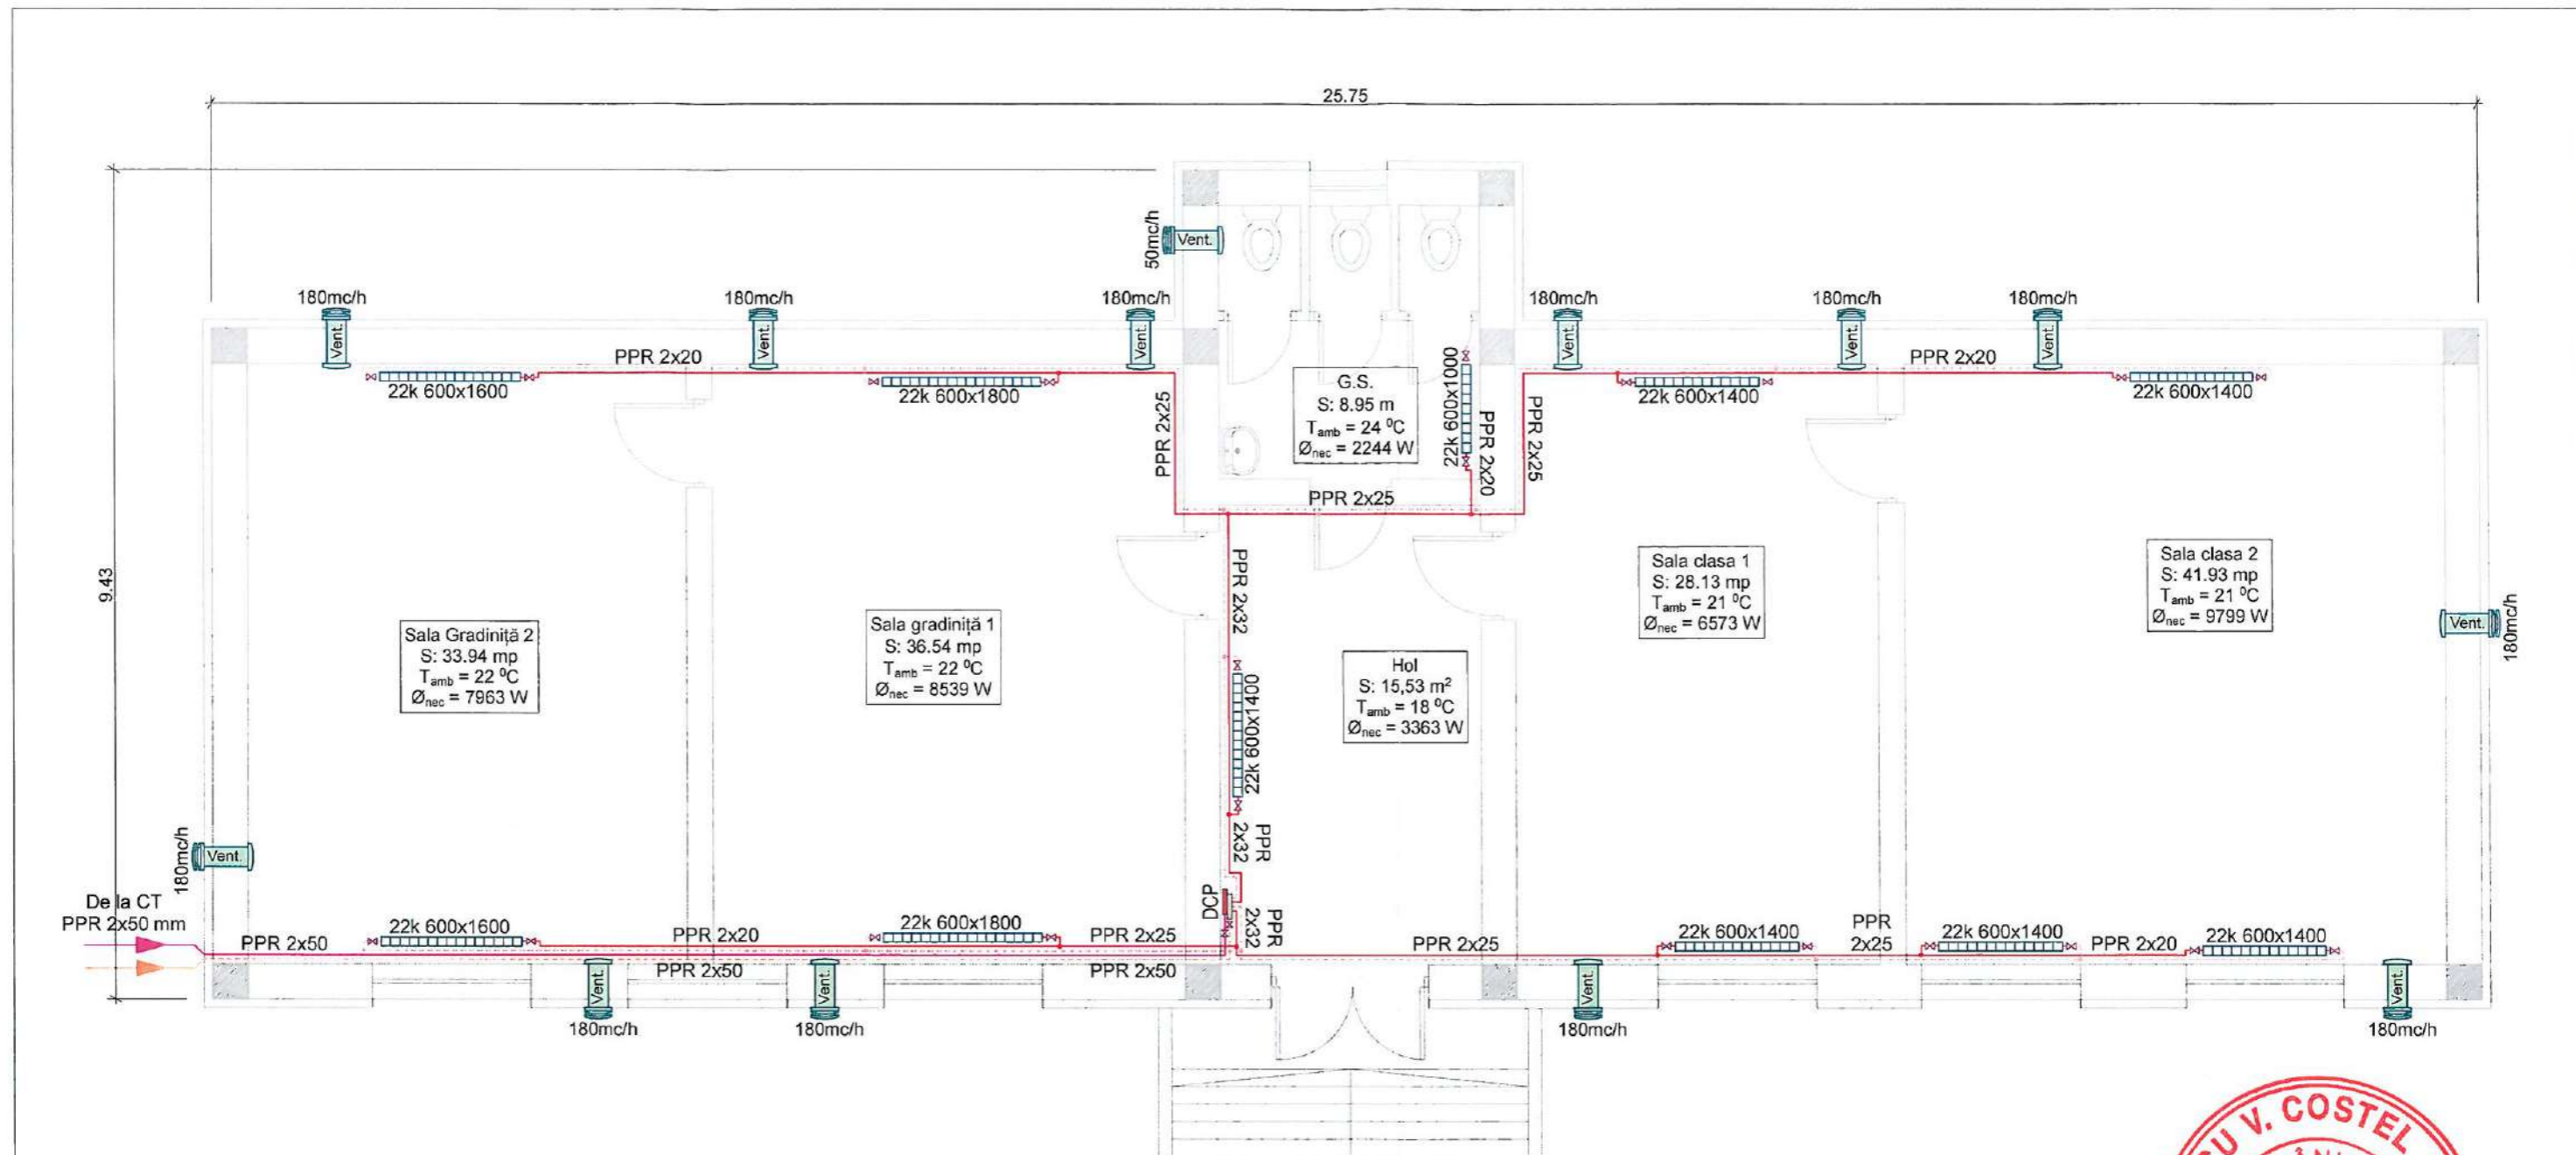 25.75
50mc/h
Vent.
180mc/h
180mc/h
180mc/h
180mc/h
180mc/h
180mc/h
Vent.
Vent.
Vent.
Vent.
Vent.
Vent.
PPR 2x20
PPR 2x20
22k 600x1600
22k 600x1800
22k 600x1400
22k 600x1400
PPR 2x25
G.S.
S: 8.95 m
Tamb = 24 ⁰C
Ønec = 2244 W
22k 600x1000
PPR 2x20
PPR 2x25
PPR 2x25
9.43
PPR 2x32
Sala Gradiniță 2
S: 33.94 mp
Tamb = 22 ⁰C
Ønec = 7963 W
Sala gradiniță 1
S: 36.54 mp
Tamb = 22 ⁰C
Ønec = 8539 W
22k 600x1400
Hol
S: 15,53 m²
Tamb = 18 ⁰C
Ønec = 3363 W
Sala clasa 1
S: 28.13 mp
Tamb = 21 ⁰C
Ønec = 6573 W
Sala clasa 2
S: 41.93 mp
Tamb = 21 ⁰C
Ønec = 9799 W
Vent.
180mc/h
180mc/h
Vent.
PPR
2x32
DCP
PPR
2x32
De la CT
PPR 2x50 mm
PPR 2x50
22k 600x1600
PPR 2x20
22k 600x1800
PPR 2x25
PPR 2x25
22k 600x1400
PPR
2x25
22k 600x1400
PPR 2x20
22k 600x1400
PPR 2x50
PPR 2x50
Vent.
Vent.
Vent.
Vent.
180mc/h
180mc/h
180mc/h
180mc/h
V. COSTEL